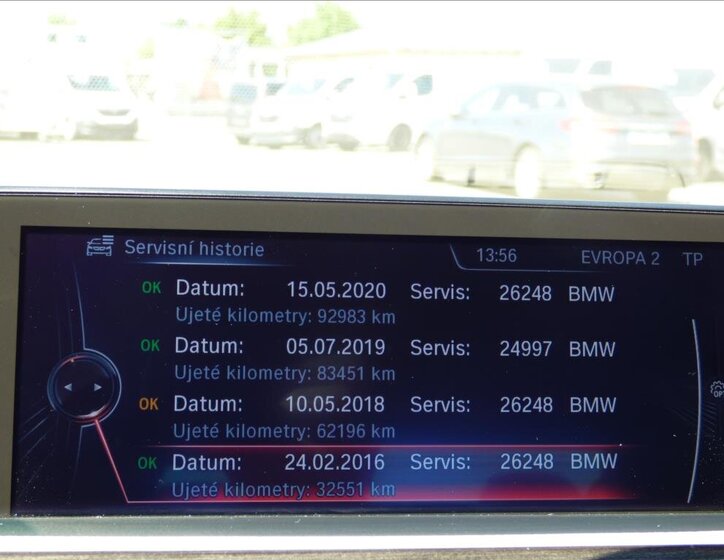 Servisní historie 13:56 EVROPA 2 TP
OK Datum: 15.05.2020 Servis: 26248 BMW
Ujeté kilometry: 92983 km
OK Datum: 05.07.2019 Servis: 24997 BMW
Ujeté kilometry: 83451 km
OK Datum: 10.05.2018 Servis: 26248 BMW
Ujeté kilometry: 62196 km
OK Datum: 24.02.2016 Servis: 26248 BMW
Ujeté kilometry: 32551 km